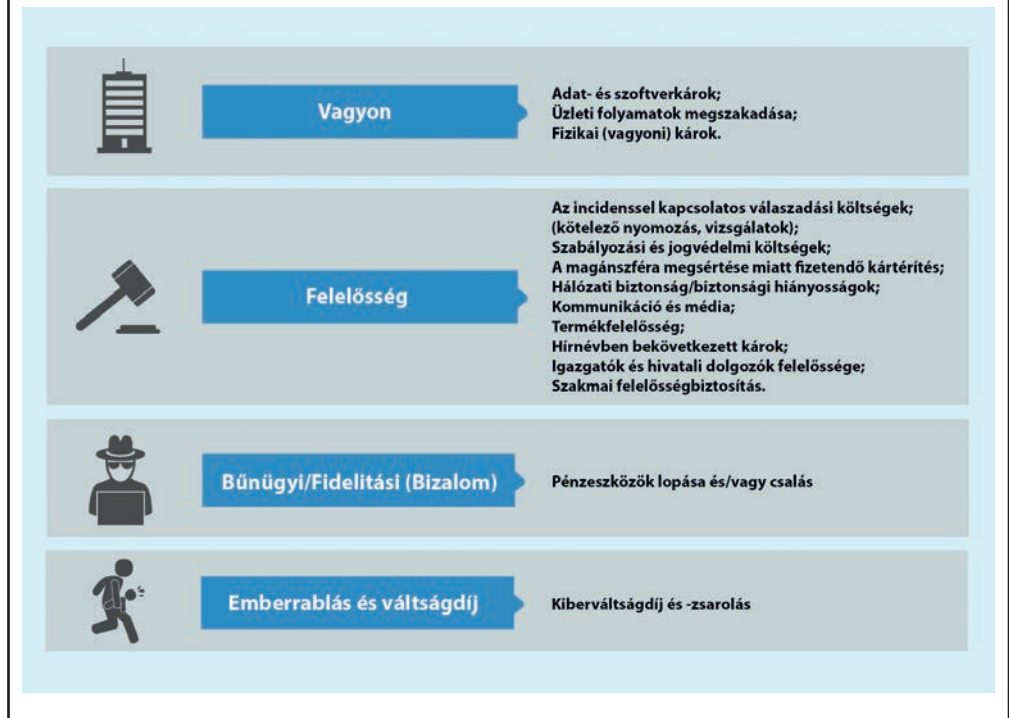 Vagyon
Adat- és szoftverkárok;
Üzleti folyamatok megszakadása;
Fizikai (vagyoni) károk.
Felelősség
Az incidenssel kapcsolatos válaszadási költségek;
(kötelező nyomozás, vizsgálatok);
Szabályozási és jogvédelmi költségek;
A magánszféra megsértése miatt fizetendő kártérítés;
Hálózati biztonság/biztonsági hiányosságok;
Kommunikáció és média;
Termékfelelősség;
Hírnévben bekövetkezett károk;
Igazgatók és hivatali dolgozók felelőssége;
Szakmai felelősségbiztosítás.
Bűnügyi/Fidelitási (Bizalom)
Pénzeszközök lopása és/vagy csalás
Emberrablás és váltságdíj
Kiberváltságdíj és -zsarolás